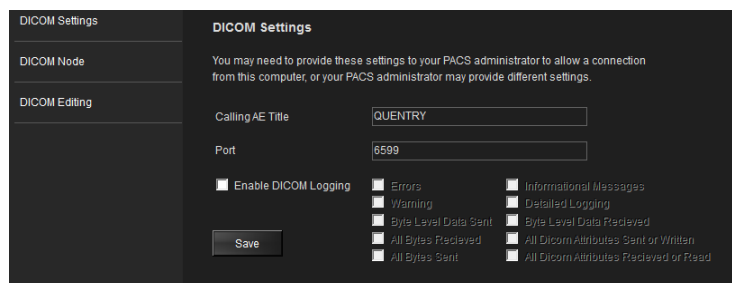 DICOM Settings
DICOM Node
DICOM Editing
DICOM Settings
You may need to provide these settings to your PACS administrator to allow a connection
from this computer, or your PACS administrator may provide different settings.
Calling AE Title QUENTRY
Port 6599
Enable DICOM Logging Errors Informational Messages
Warning Detailed Logging
Byte Level Data Sent Byte Level Data Recieved
All Bytes Recieved All Dicom Attributes Sent or Written
All Bytes Sent All Dicom Attributes Recieved or Read
Save